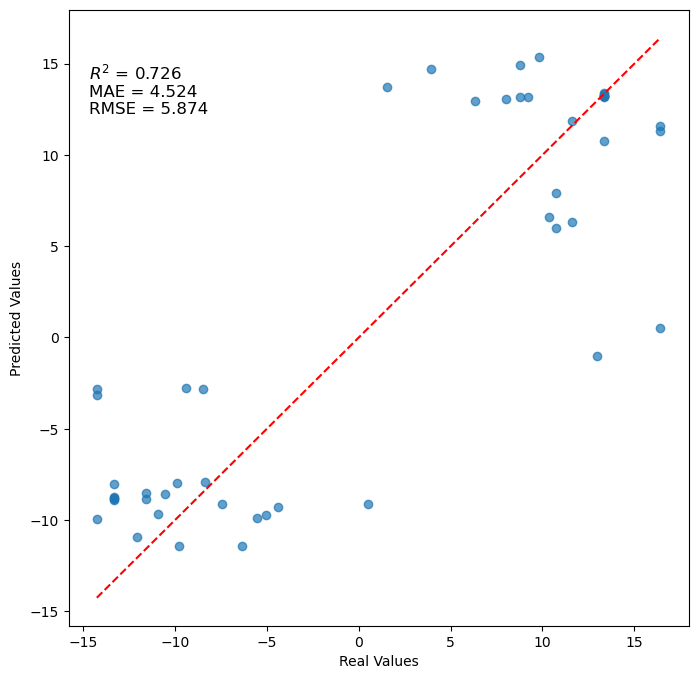 R² = 0.726
MAE = 4.524
RMSE = 5.874
15
10
5
0
−5
−10
−15
Predicted Values
−15 −10 −5 0 5 10 15
Real Values